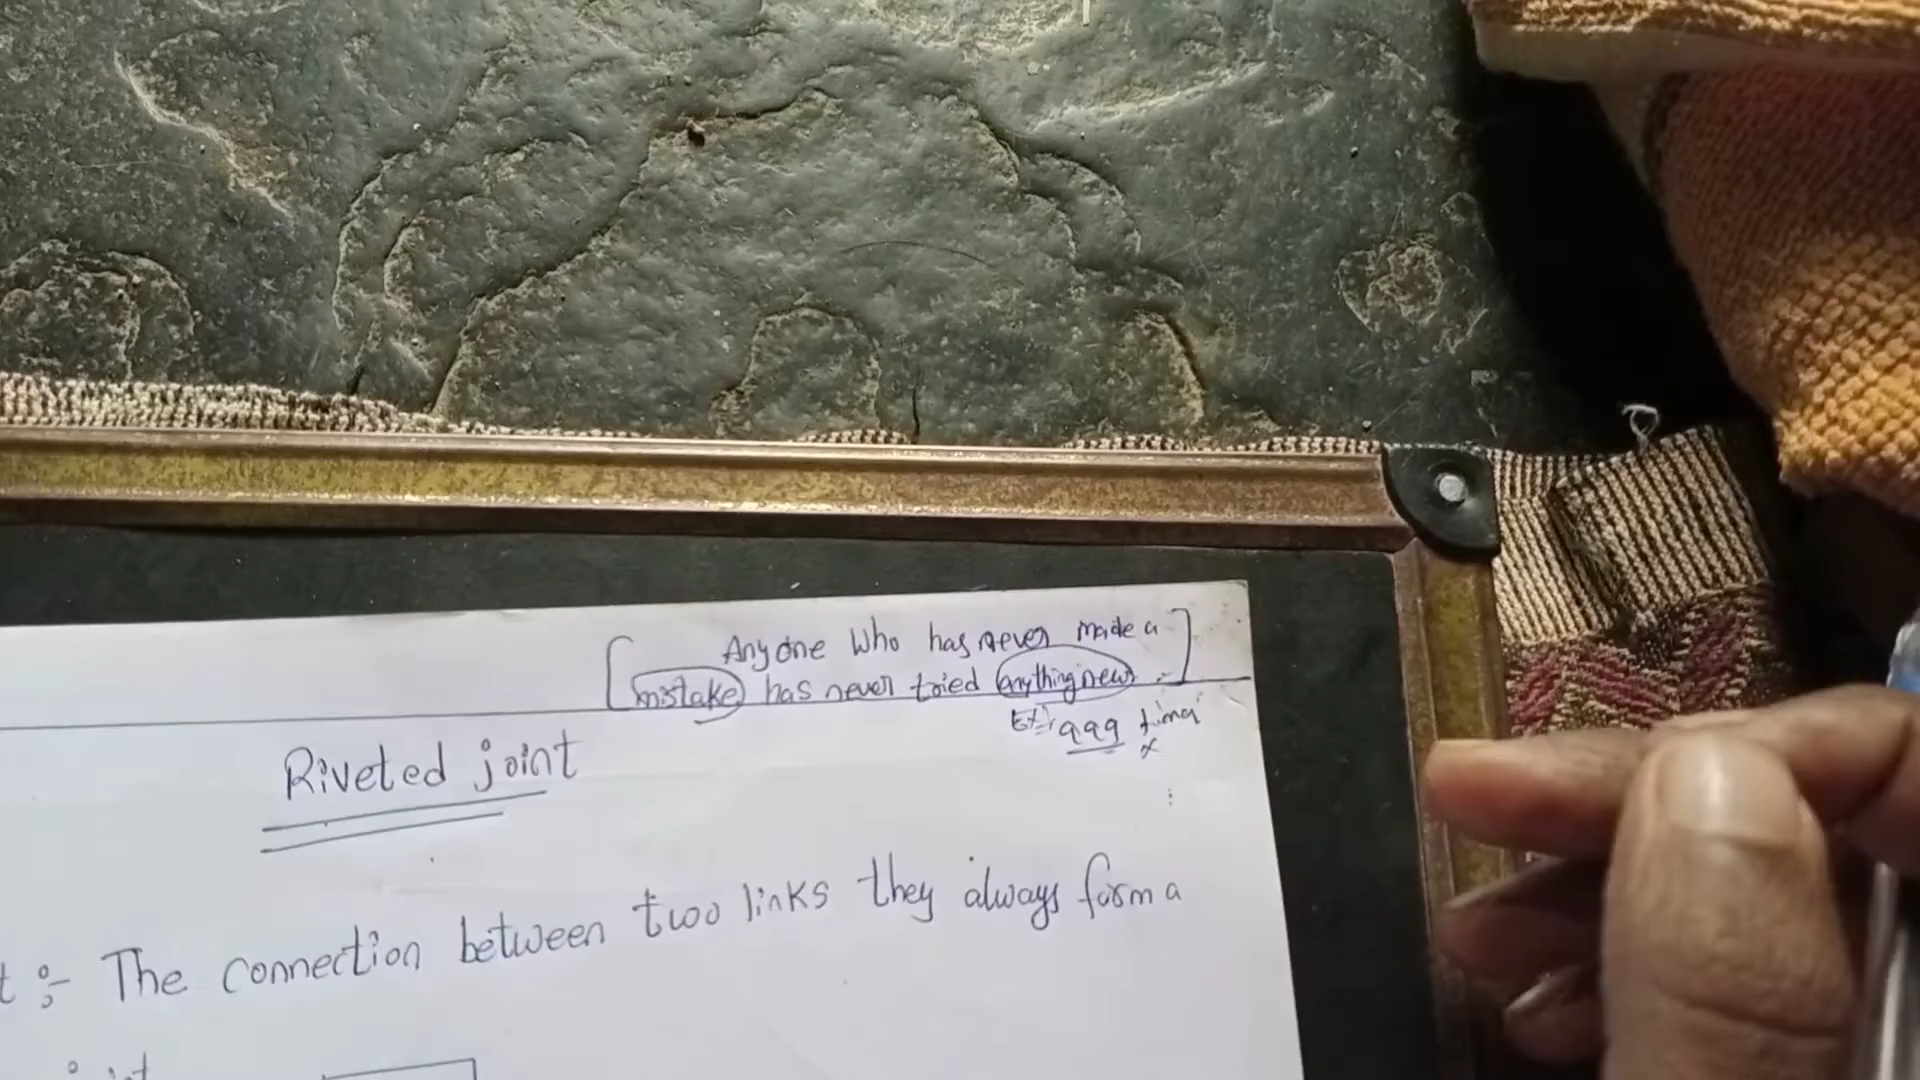 Anyone Who has never made a
mistake has never tried anything new.
Ex:- 999 times
x
Riveted joint
t :- The connection between two links they always form a